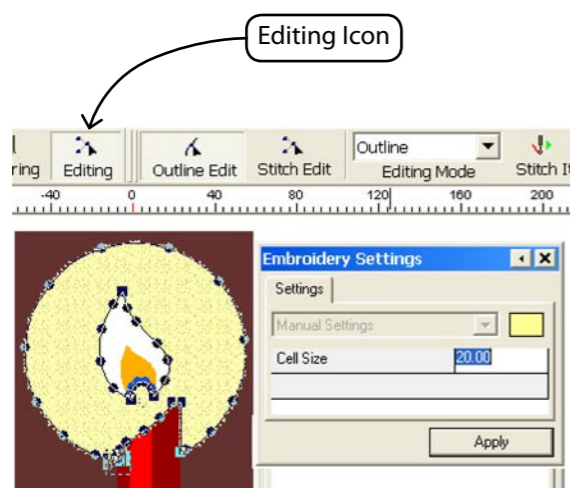 Editing Icon
Outline
ring Editing Outline Edit Stitch Edit Editing Mode Stitch It
-40 0 40 80 120 160 200
Embroidery Settings
Settings
Manual Settings
Cell Size 20.00
Apply